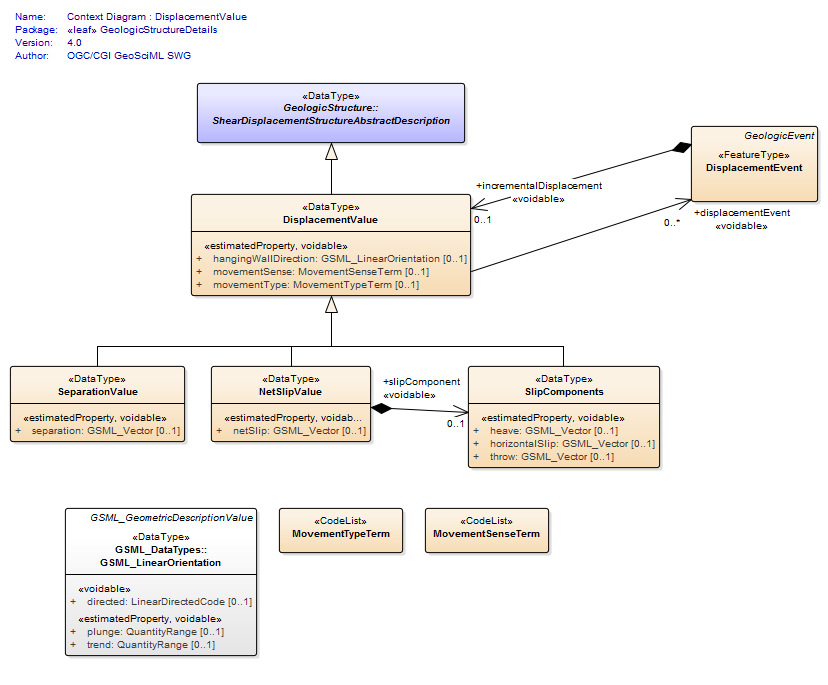 Name: Context Diagram : DisplacementValue
Package: «leaf» GeologicStructureDetails
Version: 4.0
Author: OGC/CGI GeoSciML SWG
«DataType»
GeologicStructure::
ShearDisplacementStructureAbstractDescription
GeologicEvent
«FeatureType»
DisplacementEvent
+incrementalDisplacement
«voidable»
0..1
+displacementEvent
0..*
«voidable»
«DataType»
DisplacementValue
«estimatedProperty, voidable»
+ hangingWallDirection: GSML_LinearOrientation [0..1]
+ movementSense: MovementSenseTerm [0..1]
+ movementType: MovementTypeTerm [0..1]
«DataType»
SeparationValue
«estimatedProperty, voidable»
+ separation: GSML_Vector [0..1]
«DataType»
NetSlipValue
«estimatedProperty, voidab...
+ netSlip: GSML_Vector [0..1]
+slipComponent
«voidable»
0..1
«DataType»
SlipComponents
«estimatedProperty, voidable»
+ heave: GSML_Vector [0..1]
+ horizontalSlip: GSML_Vector [0..1]
+ throw: GSML_Vector [0..1]
GSML_GeometricDescriptionValue
«DataType»
GSML_DataTypes::
GSML_LinearOrientation
«voidable»
+ directed: LinearDirectedCode [0..1]
«estimatedProperty, voidable»
+ plunge: QuantityRange [0..1]
+ trend: QuantityRange [0..1]
«CodeList»
MovementTypeTerm
«CodeList»
MovementSenseTerm